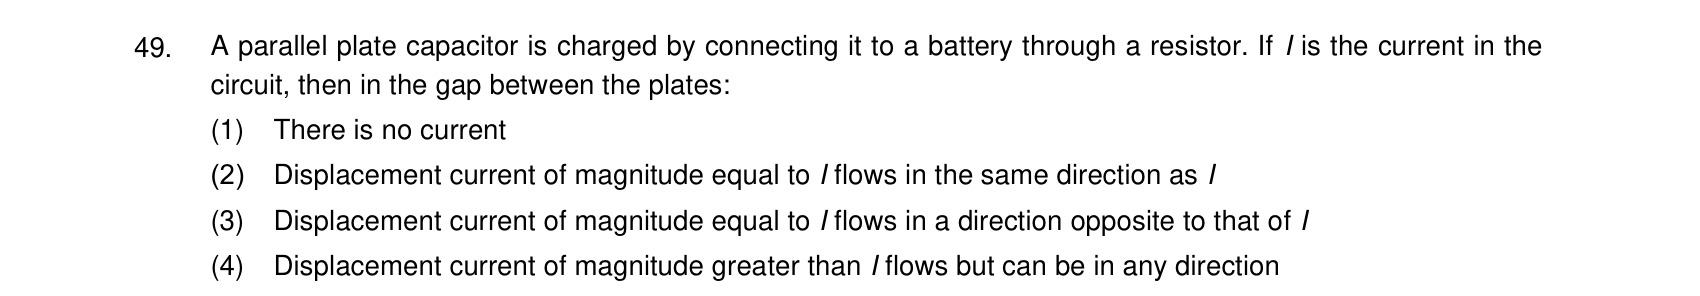 49. A parallel plate capacitor is charged by connecting it to a battery through a resistor. If I is the current in the
circuit, then in the gap between the plates:
(1) There is no current
(2) Displacement current of magnitude equal to I flows in the same direction as I
(3) Displacement current of magnitude equal to I flows in a direction opposite to that of I
(4) Displacement current of magnitude greater than I flows but can be in any direction